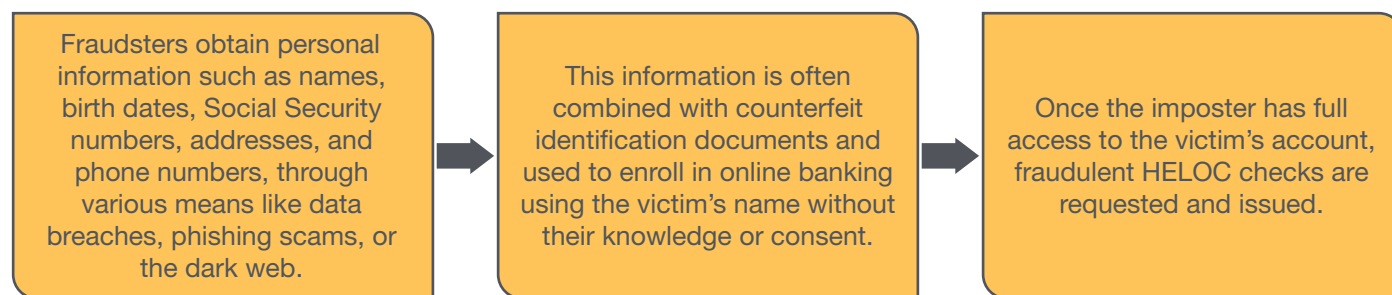 Fraudsters obtain personal
information such as names,
birth dates, Social Security
numbers, addresses, and
phone numbers, through
various means like data
breaches, phishing scams, or
the dark web.
This information is often
combined with counterfeit
identification documents and
used to enroll in online banking
using the victim’s name without
their knowledge or consent.
Once the imposter has full
access to the victim’s account,
fraudulent HELOC checks are
requested and issued.